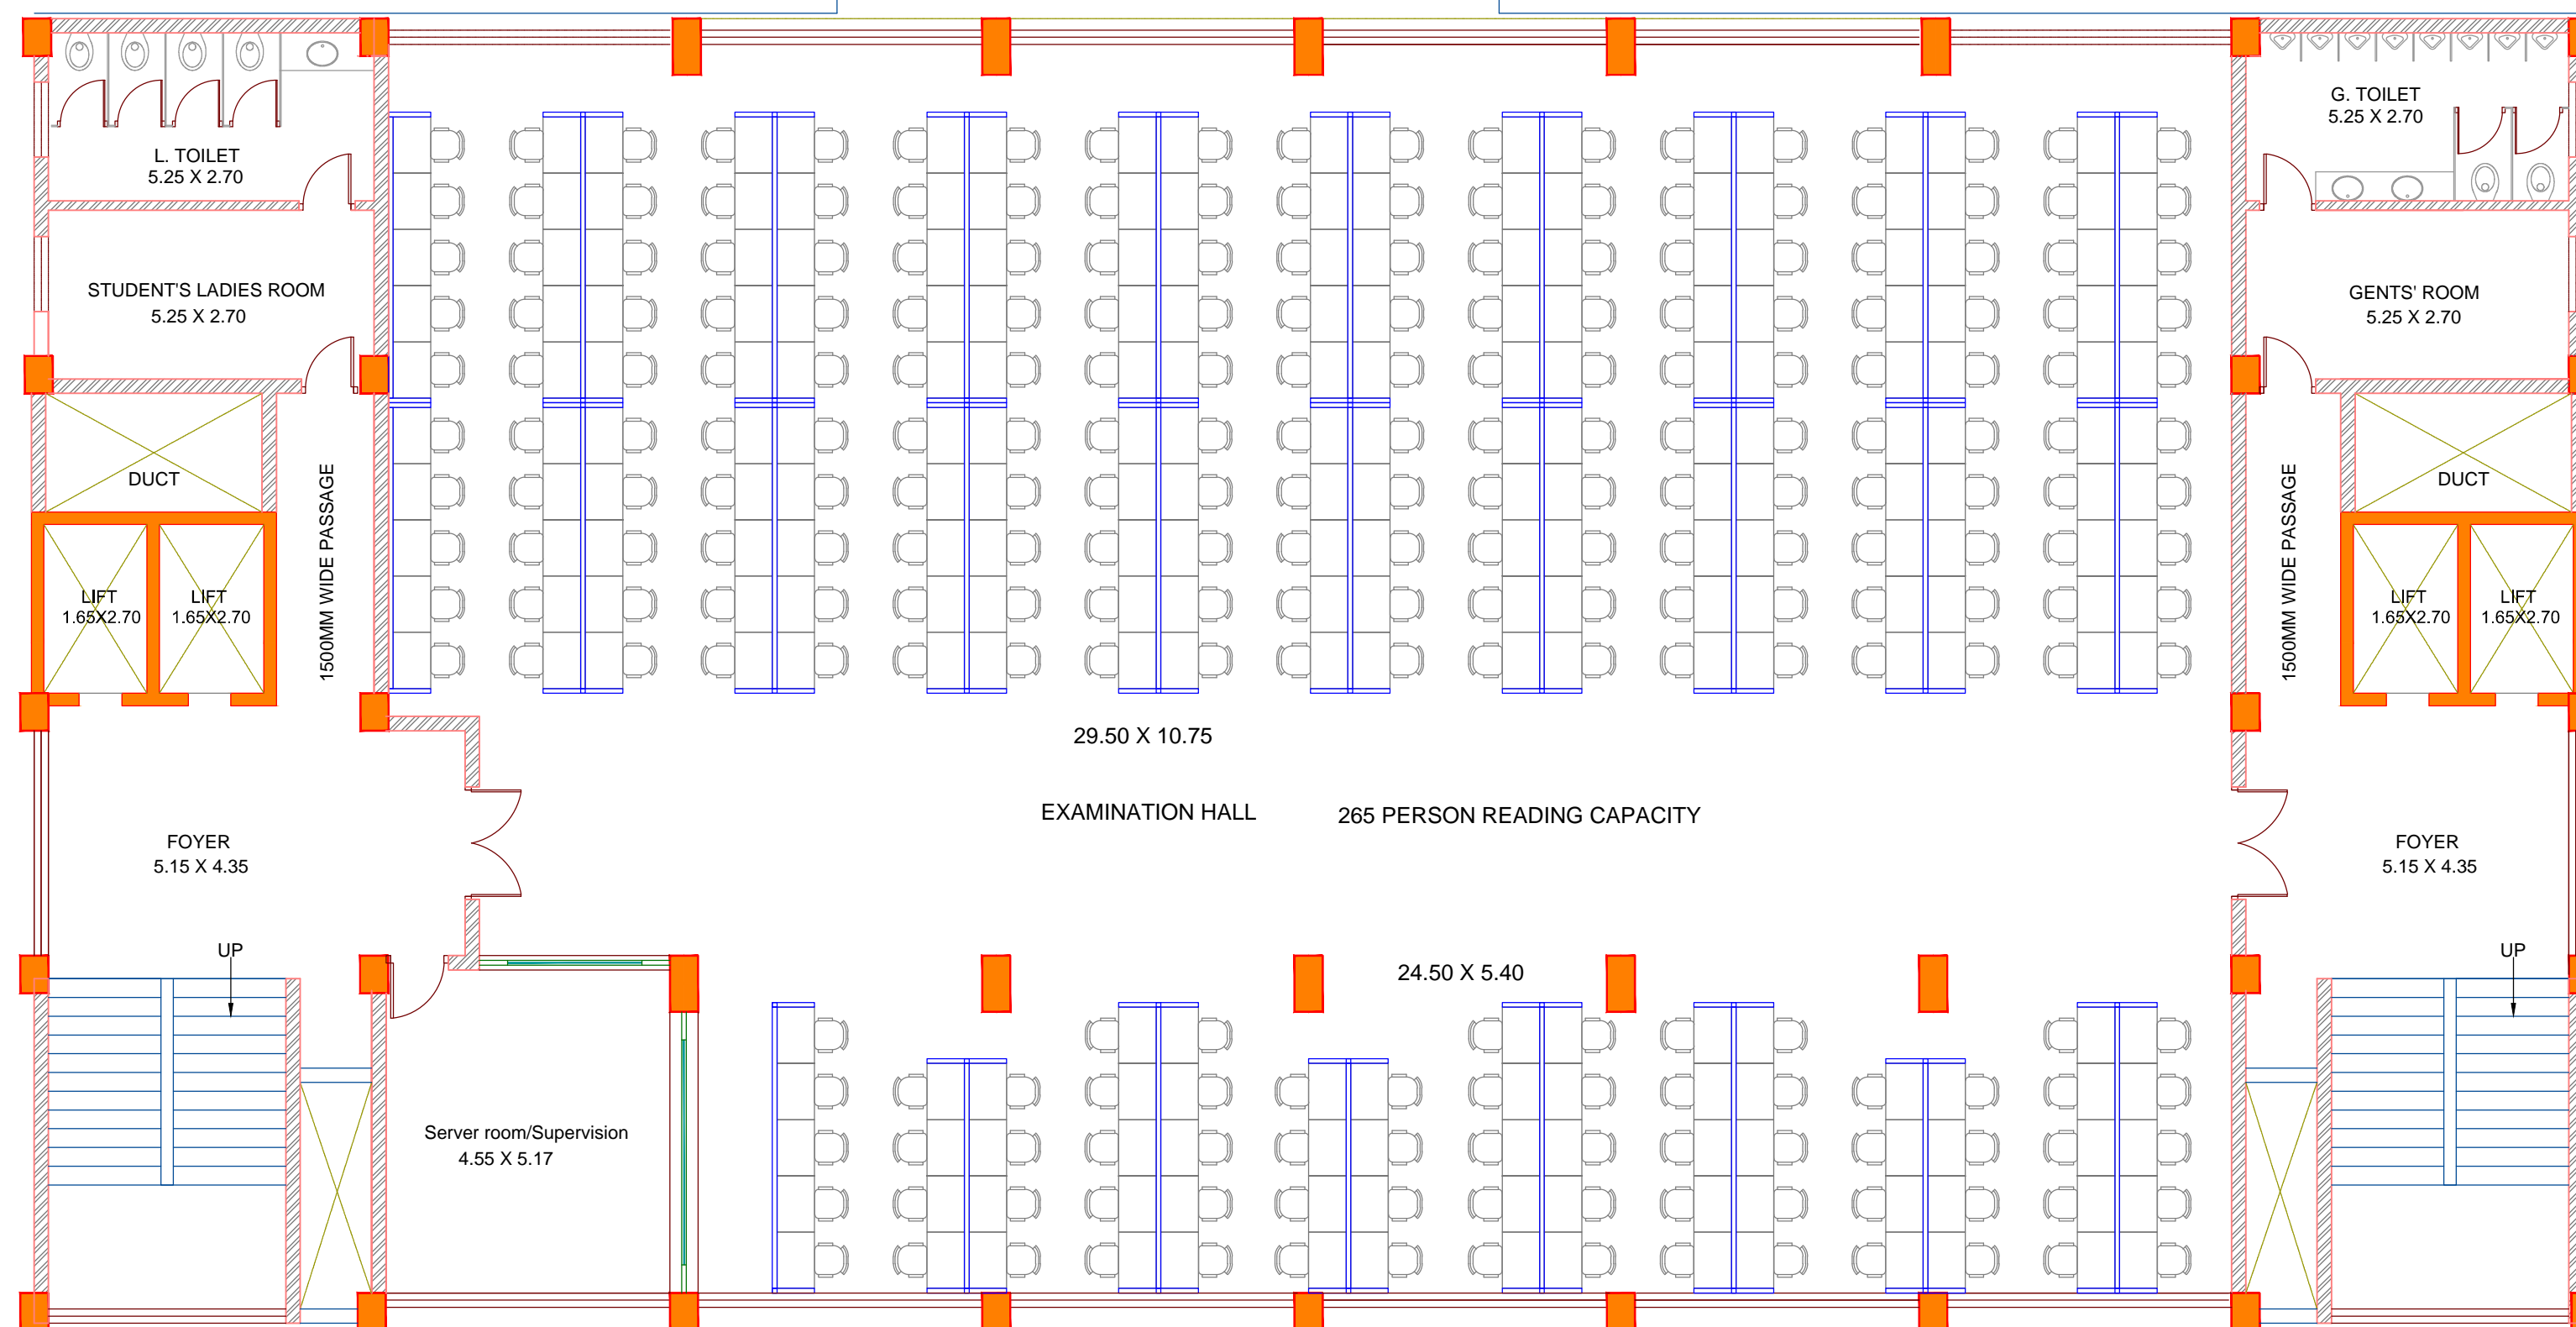 L. TOILET
5.25 X 2.70
G. TOILET
5.25 X 2.70
STUDENT'S LADIES ROOM
5.25 X 2.70
GENTS' ROOM
5.25 X 2.70
DUCT
DUCT
1500MM WIDE PASSAGE
1500MM WIDE PASSAGE
LIFT
1.65X2.70
LIFT
1.65X2.70
LIFT
1.65X2.70
LIFT
1.65X2.70
29.50 X 10.75
EXAMINATION HALL
265 PERSON READING CAPACITY
FOYER
5.15 X 4.35
FOYER
5.15 X 4.35
UP
UP
24.50 X 5.40
Server room/Supervision
4.55 X 5.17